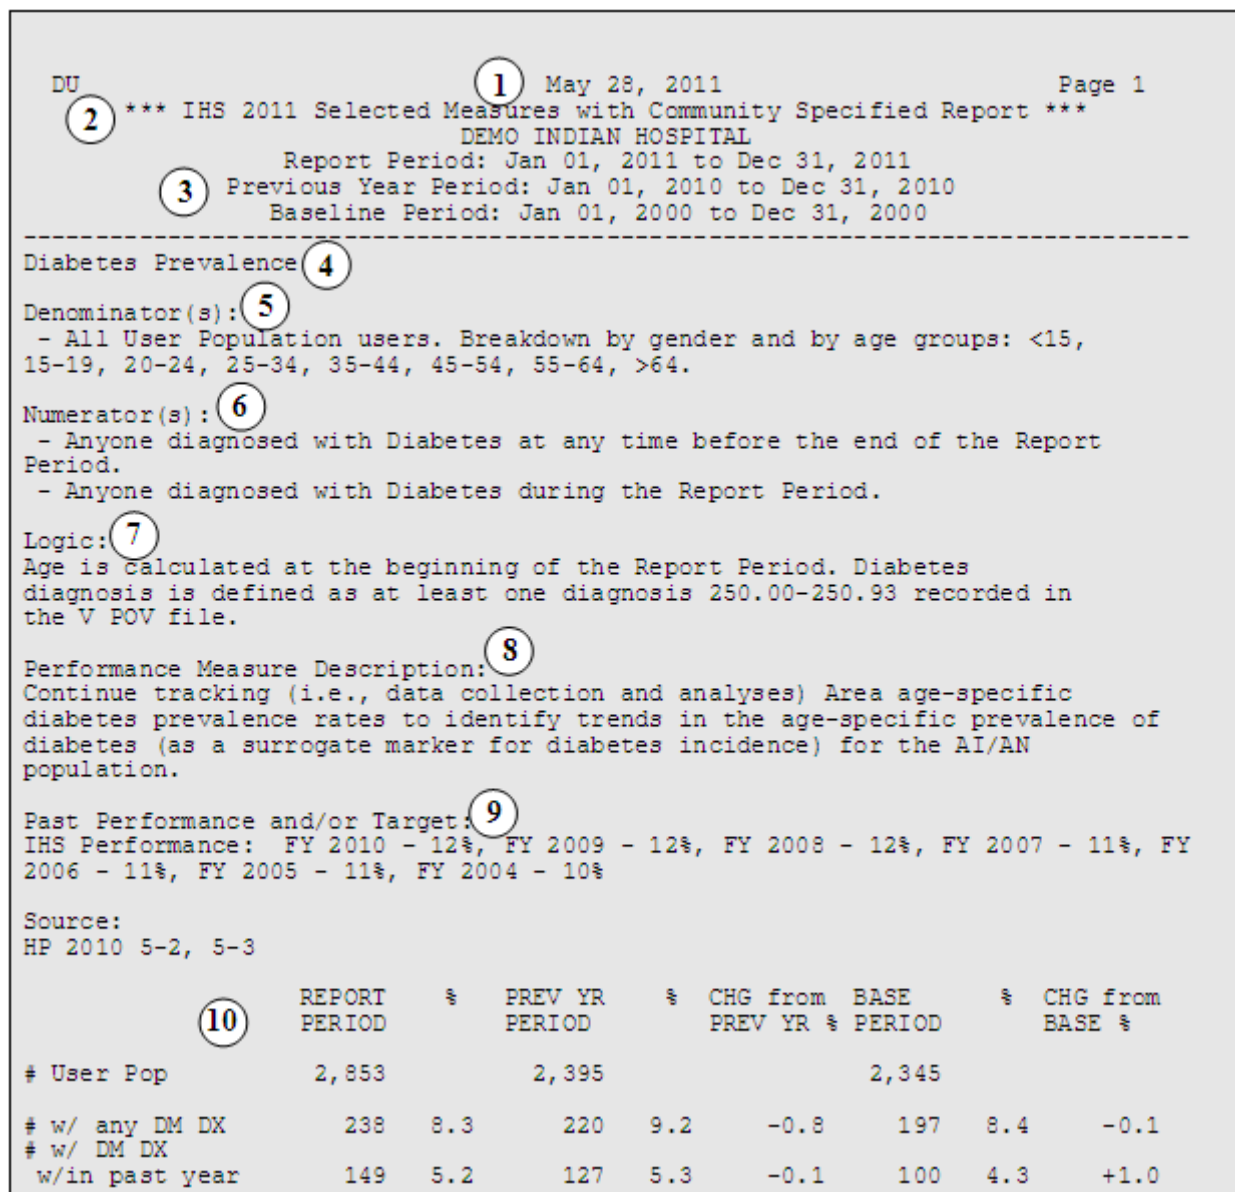 DU 1 May 28, 2011 Page 1
2 *** IHS 2011 Selected Measures with Community Specified Report ***
DEMO INDIAN HOSPITAL
Report Period: Jan 01, 2011 to Dec 31, 2011
3 Previous Year Period: Jan 01, 2010 to Dec 31, 2010
Baseline Period: Jan 01, 2000 to Dec 31, 2000
--------------------------------------------------------------------------------
Diabetes Prevalence 4
Denominator(s): 5
- All User Population users. Breakdown by gender and by age groups: <15,
15-19, 20-24, 25-34, 35-44, 45-54, 55-64, >64.
Numerator(s): 6
- Anyone diagnosed with Diabetes at any time before the end of the Report
Period.
- Anyone diagnosed with Diabetes during the Report Period.
Logic: 7
Age is calculated at the beginning of the Report Period. Diabetes
diagnosis is defined as at least one diagnosis 250.00-250.93 recorded in
the V POV file.
Performance Measure Description: 8
Continue tracking (i.e., data collection and analyses) Area age-specific
diabetes prevalence rates to identify trends in the age-specific prevalence of
diabetes (as a surrogate marker for diabetes incidence) for the AI/AN
population.
Past Performance and/or Target: 9
IHS Performance: FY 2010 - 12%, FY 2009 - 12%, FY 2008 - 12%, FY 2007 - 11%, FY
2006 - 11%, FY 2005 - 11%, FY 2004 - 10%
Source:
HP 2010 5-2, 5-3
REPORT % PREV YR % CHG from BASE % CHG from
10 PERIOD PERIOD PREV YR % PERIOD BASE %
# User Pop 2,853 2,395 2,345
# w/ any DM DX 238 8.3 220 9.2 -0.8 197 8.4 -0.1
# w/ DM DX
w/in past year 149 5.2 127 5.3 -0.1 100 4.3 +1.0